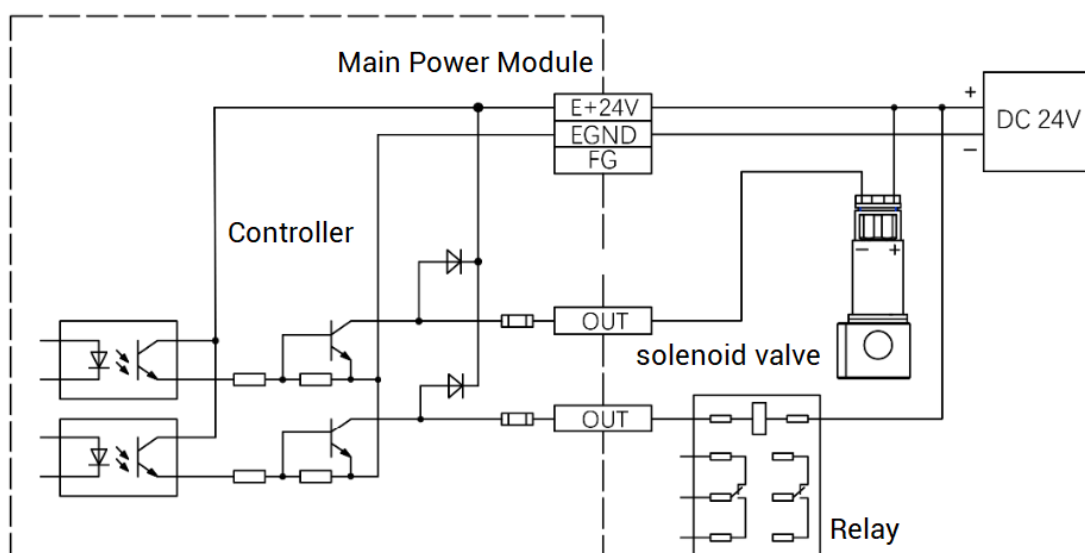 Main Power Module
E+24V
EGND
FG
+
−
DC 24V
Controller
− +
OUT
solenoid valve
OUT
Relay